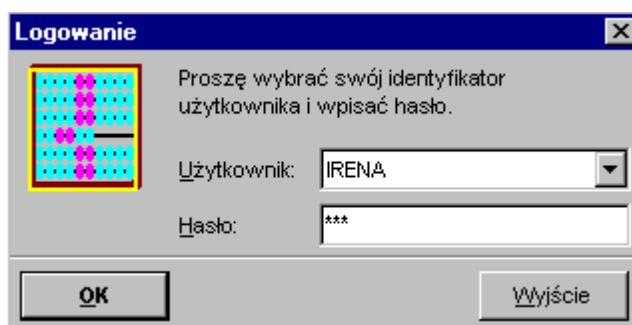 Logowanie
Proszę wybrać swój identyfikator
użytkownika i wpisać hasło.
Użytkownik: IRENA
Hasło: ***
OK Wyjście